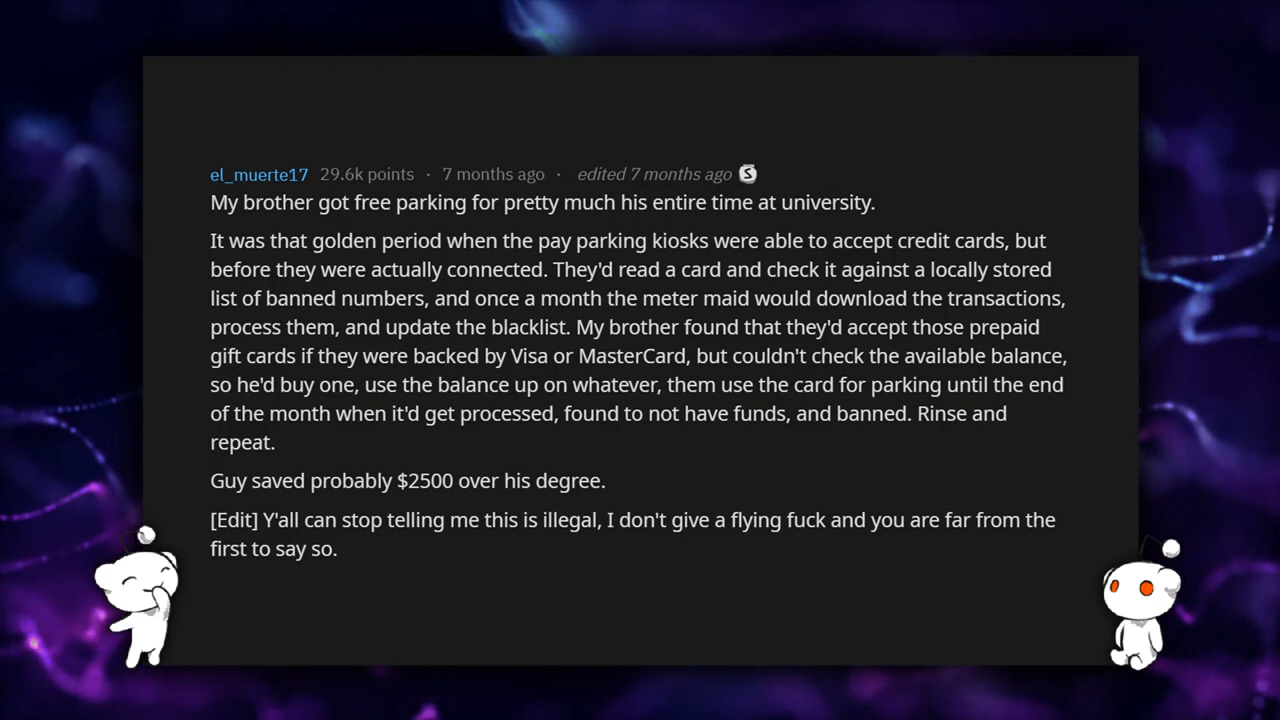 el_muerte17 29.6k points · 7 months ago · edited 7 months ago S
My brother got free parking for pretty much his entire time at university.
It was that golden period when the pay parking kiosks were able to accept credit cards, but
before they were actually connected. They'd read a card and check it against a locally stored
list of banned numbers, and once a month the meter maid would download the transactions,
process them, and update the blacklist. My brother found that they'd accept those prepaid
gift cards if they were backed by Visa or MasterCard, but couldn't check the available balance,
so he'd buy one, use the balance up on whatever, them use the card for parking until the end
of the month when it'd get processed, found to not have funds, and banned. Rinse and
repeat.
Guy saved probably $2500 over his degree.
[Edit] Y'all can stop telling me this is illegal, I don't give a flying fuck and you are far from the
first to say so.